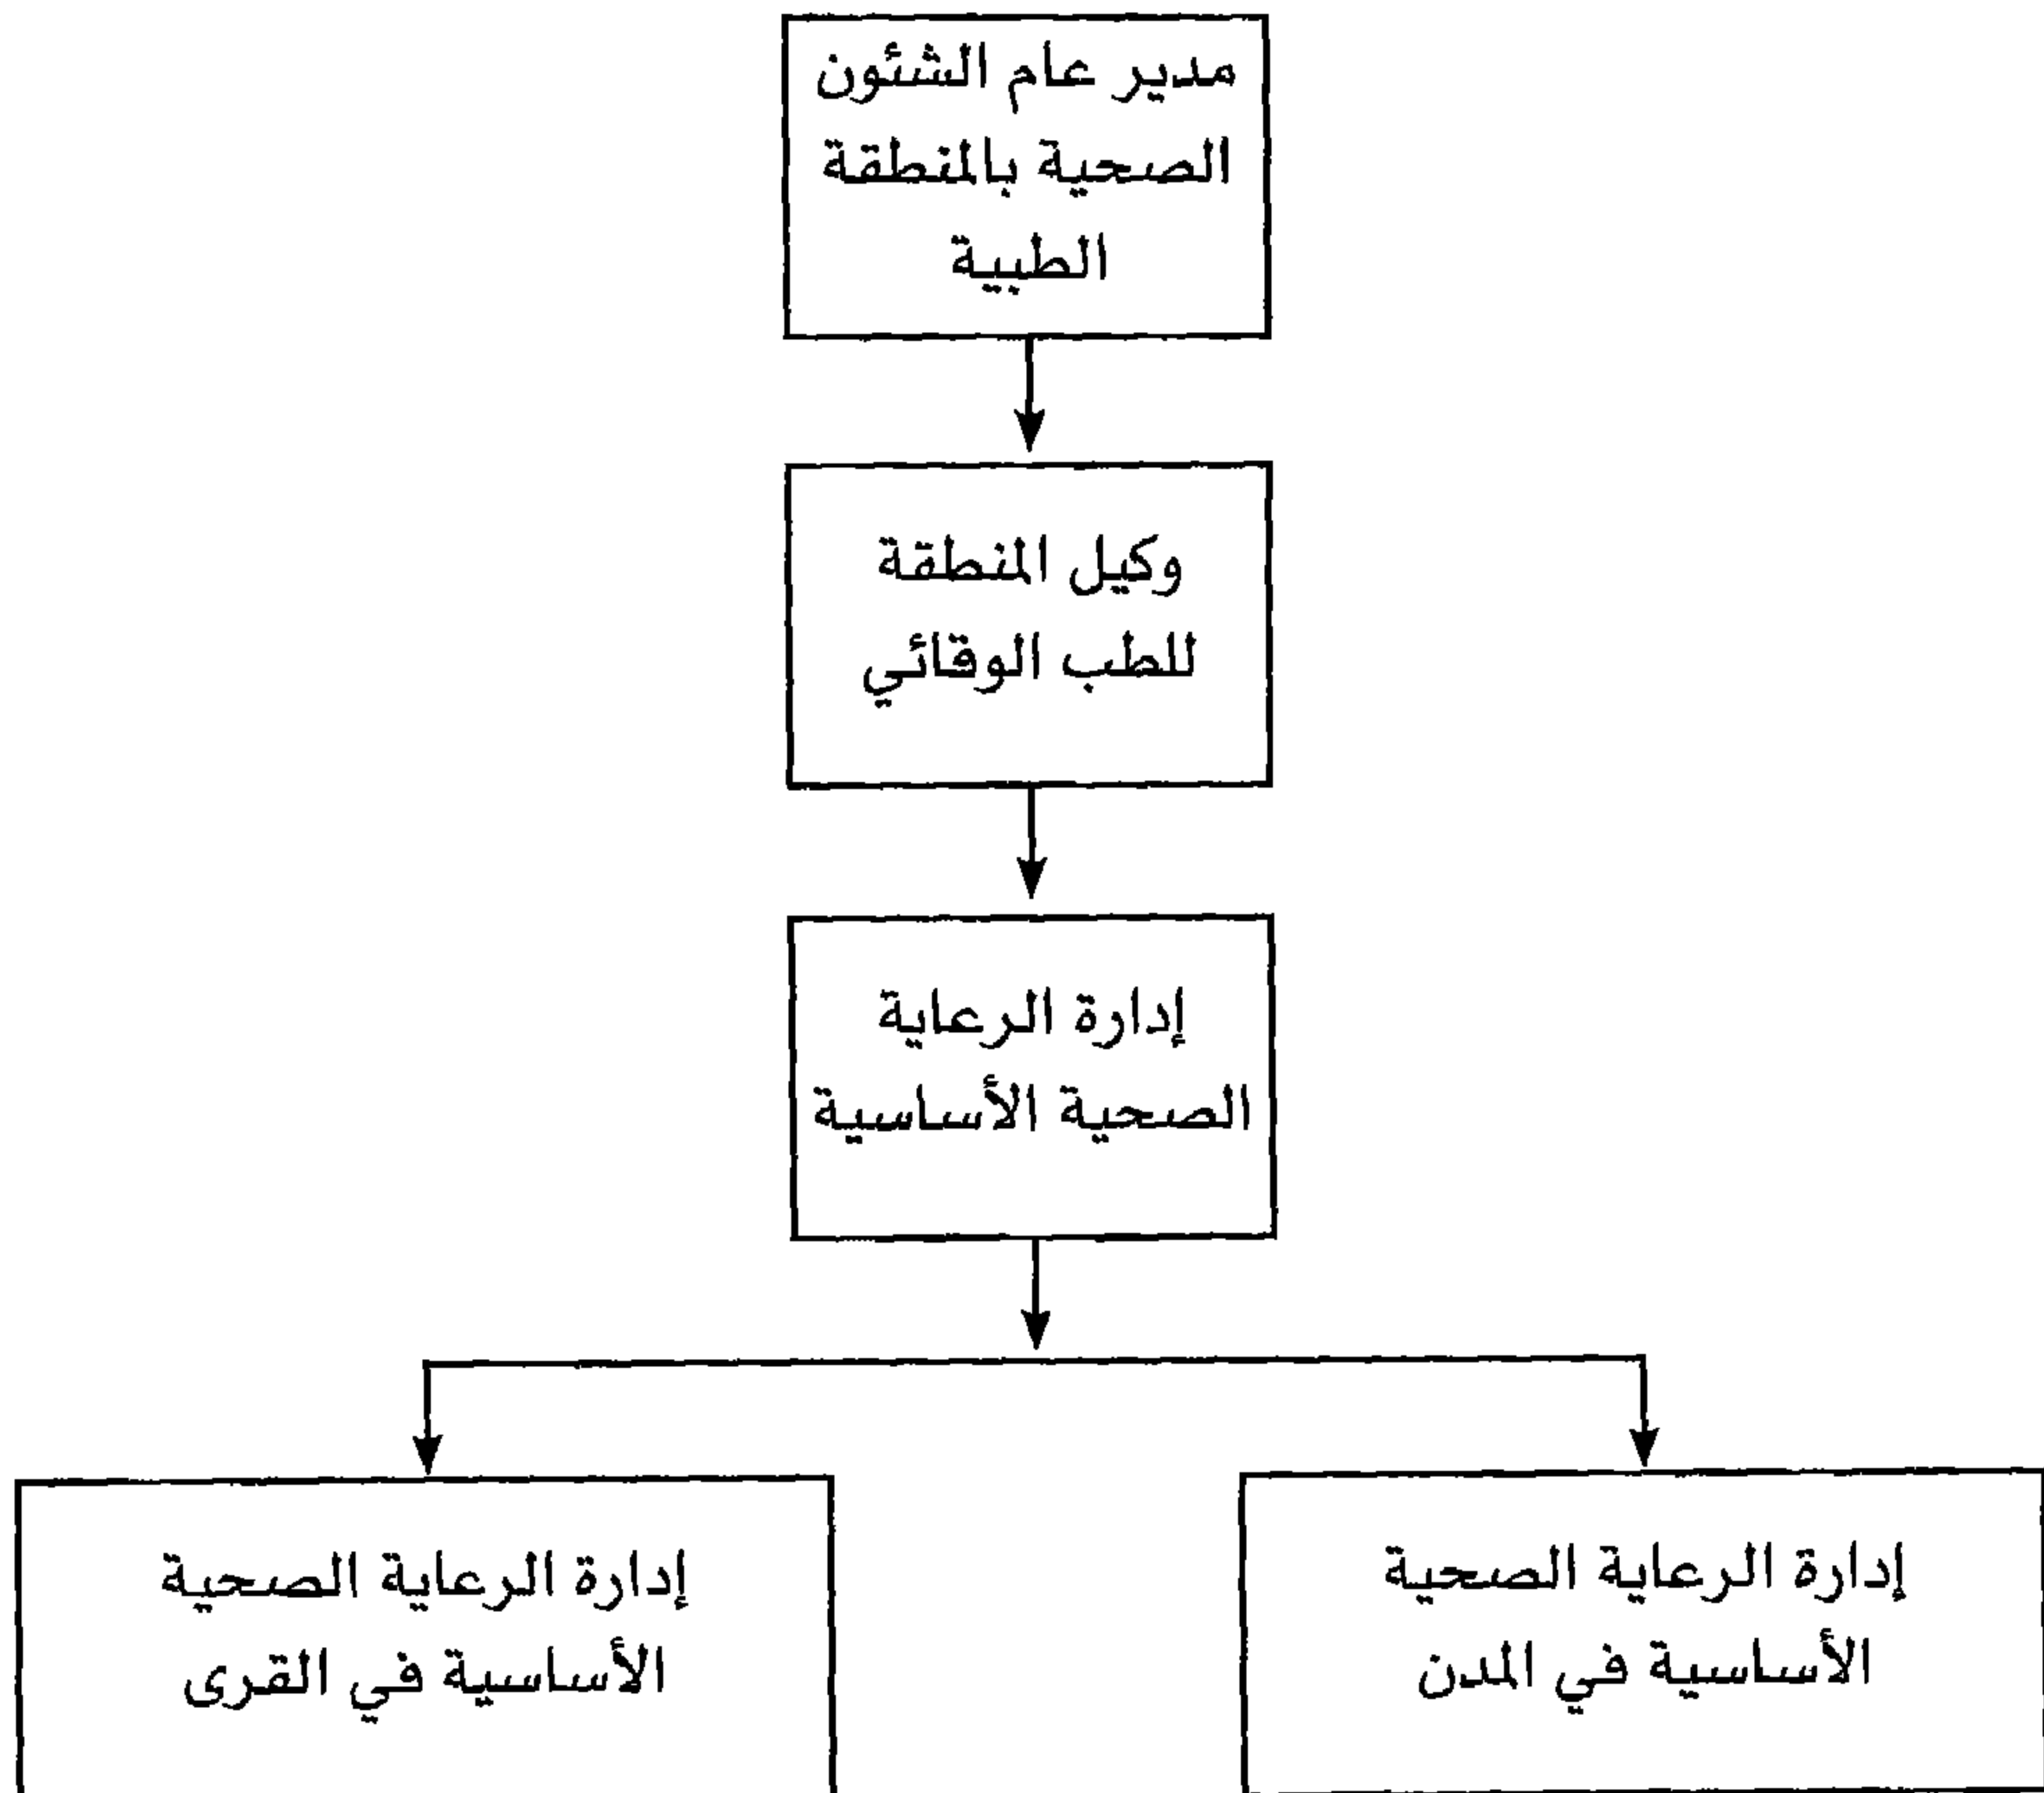 مدير عام الشئون
الصحية بالمنطقة
الطبية
وكيل المنطقة
للطب الوقائي
إدارة الرعاية
الصحية الأساسية
إدارة الرعاية الصحية
الأساسية في المدن
إدارة الرعاية الصحية
الأساسية في القرى